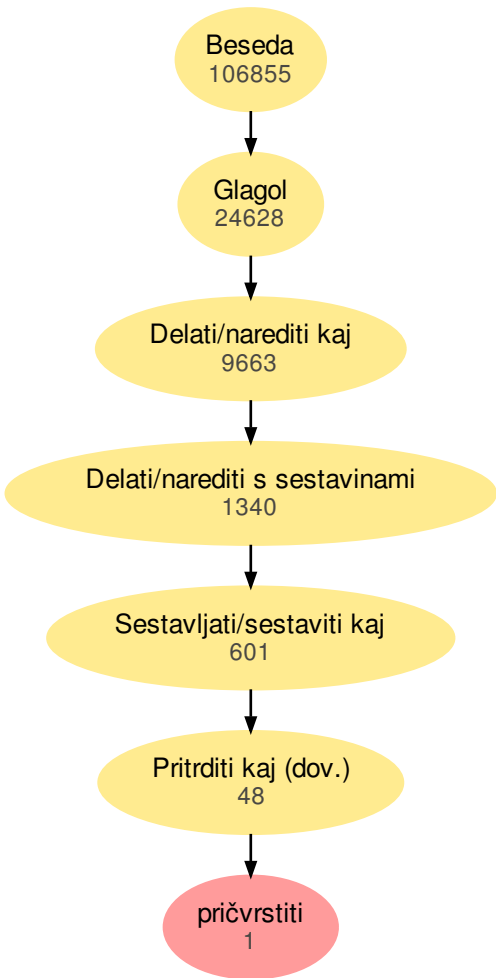 Beseda
106855
Glagol
24628
Delati/narediti kaj
9663
Delati/narediti s sestavinami
1340
Sestavljati/sestaviti kaj
601
Pritrditi kaj (dov.)
48
pričvrstiti
1